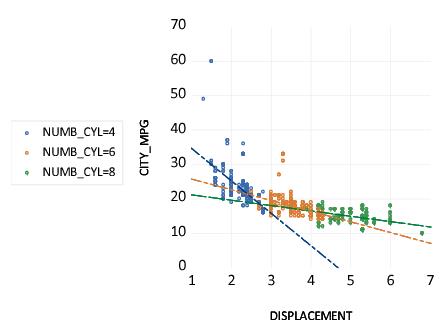 70
60
50
40
30
20
10
0
CITY_MPG
NUMB_CYL=4
NUMB_CYL=6
NUMB_CYL=8
1 2 3 4 5 6 7
DISPLACEMENT